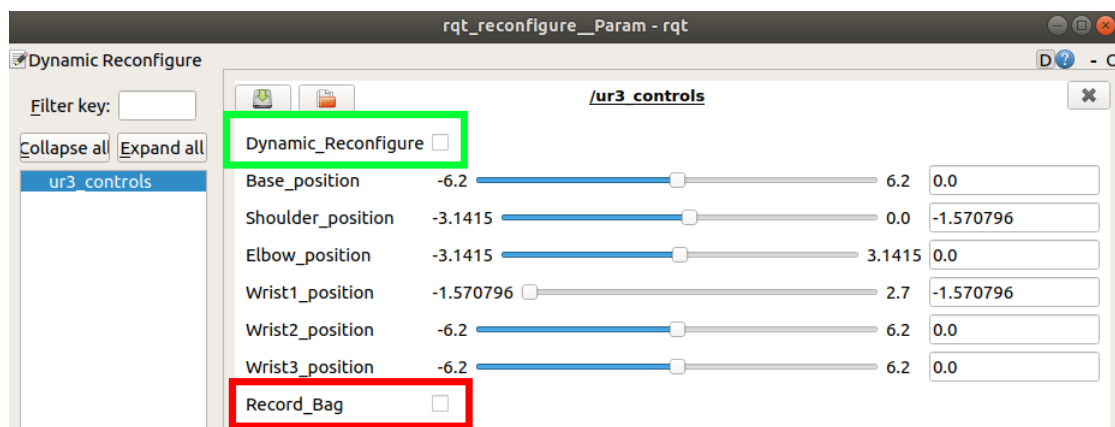 rqt_reconfigure__Param - rqt
Dynamic Reconfigure D ? - C
Filter key:
Collapse all Expand all
ur3_controls
/ur3_controls
Dynamic_Reconfigure
Base_position -6.2 6.2 0.0
Shoulder_position -3.1415 0.0 -1.570796
Elbow_position -3.1415 3.1415 0.0
Wrist1_position -1.570796 2.7 -1.570796
Wrist2_position -6.2 6.2 0.0
Wrist3_position -6.2 6.2 0.0
Record_Bag